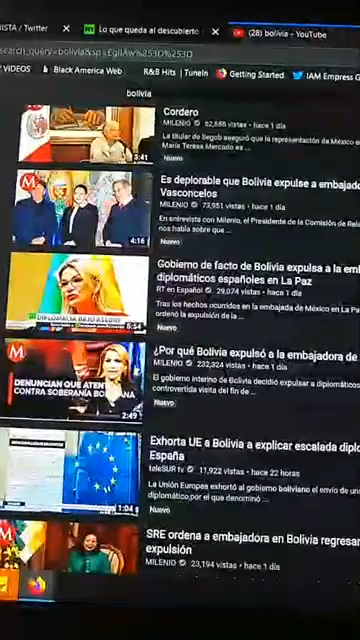 ISTA / Twitter × Lo que queda al descubierto × (28) bolivia - YouTube
search_query=bolivia&sp=EgIIAw%253D%253D
VIDEOS Black America Web R&B Hits | TuneIn Getting Started IAM Empress G
bolivia
Cordero
MILENIO 62,686 vistas • hace 1 día
La titular de Segob aseguró que la representación de México e
María Teresa Mercado es ...
Nuevo
3:41
Es deplorable que Bolivia expulse a embajado
Vasconcelos
MILENIO 73,951 vistas • hace 1 día
En entrevista con Milenio, el Presidente de la Comisión de Rela
nos habla sobre que ...
Nuevo
4:16
Gobierno de facto de Bolivia expulsa a la emb
diplomáticos españoles en La Paz
RT en Español 29,074 vistas • hace 1 día
Tras los hechos ocurridos en la embajada de México en La Pa
ordenó la expulsión de la ...
Nuevo
DIPLOMACIA BAJO ASEDIO
5:54
¿Por qué Bolivia expulsó a la embajadora de
MILENIO 232,324 vistas • hace 1 día
El gobierno interino de Bolivia decidió expulsar a diplomáticos
controvertida visita del fin de ...
Nuevo
DENUNCIAN QUE ATEN
CONTRA SOBERANÍA BO ANA
2:49
Exhorta UE a Bolivia a explicar escalada diplo
España
teleSUR tv 11,922 vistas • hace 22 horas
La Unión Europea exhortó al gobierno boliviano el envío de un
diplomático, por el que denominó ...
Nuevo
1:04
SRE ordena a embajadora en Bolivia regresar
expulsión
MILENIO 23,194 vistas • hace 1 día